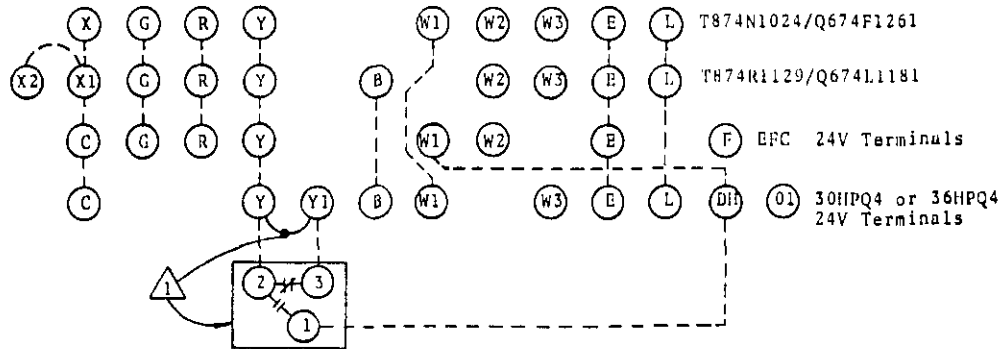 X G R Y W1 W2 W3 E L T874N1024/Q674F1261
X2 X1 G R Y B W2 W3 E L T874R1129/Q674L1181
C G R Y W1 W2 E F EFC 24V Terminals
C Y Y1 B W1 W3 E L DH O1 30HPQ4 or 36HPQ4
24V Terminals
1 2 3
1